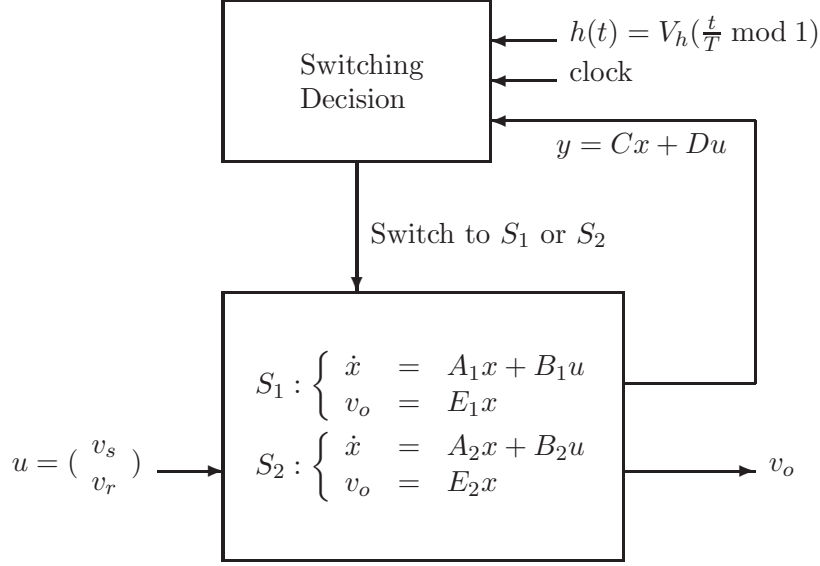 h(t) = V_h(\frac{t}{T} mod 1)
Switching
Decision
clock
y = Cx + Du
Switch to S_1 or S_2
S_1 : { ẋ = A_1x + B_1u
v_o = E_1x
S_2 : { ẋ = A_2x + B_2u
v_o = E_2x
u = ( v_s
v_r )
v_o